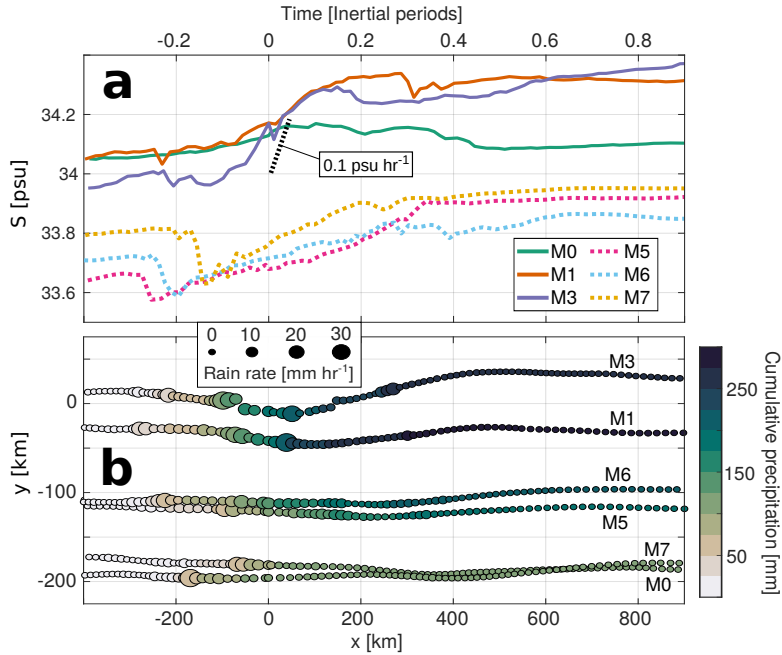 Time [Inertial periods]
-0.2 0 0.2 0.4 0.6 0.8
a
S [psu]
34.2
34
33.8
33.6
0.1 psu hr⁻¹
M0 M5
M1 M6
M3 M7
0 10 20 30
Rain rate [mm hr⁻¹]
b
y [km]
0
-100
-200
M3
M1
M6
M5
M7
M0
-200 0 200 400 600 800
x [km]
250
150
50
Cumulative precipitation [mm]